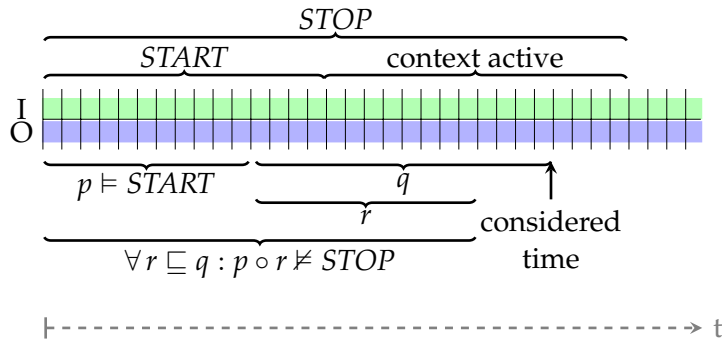 STOP
START context active
I
O
p ⊨ START q
r
considered
time
∀ r ⊑ q : p ∘ r ⊭ STOP
t